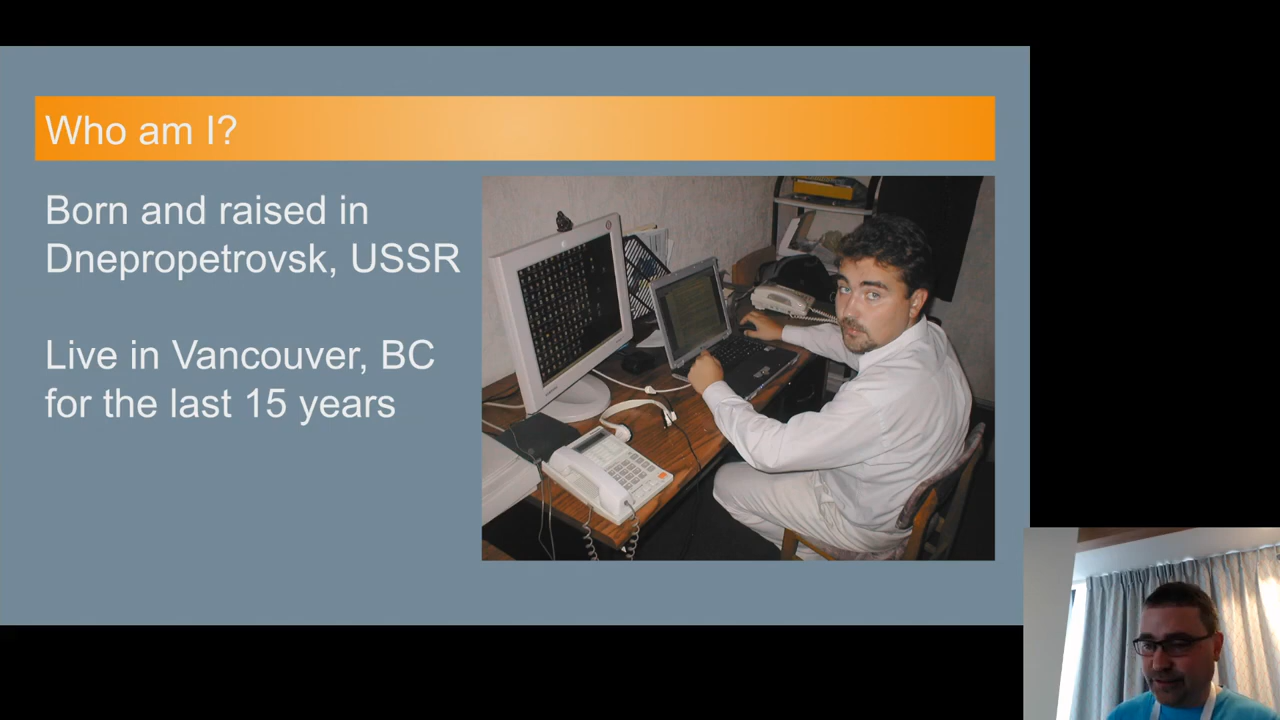 Who am I?
Born and raised in
Dnepropetrovsk, USSR
Live in Vancouver, BC
for the last 15 years